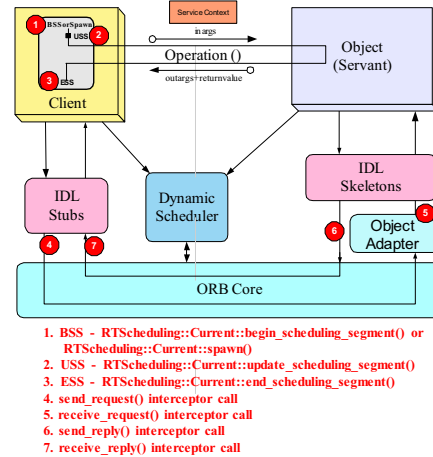 Service Context
1
BSSorSpawn
USS
2
in args
Operation ()
3
ESS
outargs+returnvalue
Client
Object
(Servant)
IDL
Stubs
Dynamic
Scheduler
IDL
Skeletons
Object
Adapter
4
7
6
5
ORB Core
1. BSS - RTScheduling::Current::begin_scheduling_segment() or
RTScheduling::Current::spawn()
2. USS - RTScheduling::Current::update_scheduling_segment()
3. ESS - RTScheduling::Current::end_scheduling_segment()
4. send_request() interceptor call
5. receive_request() interceptor call
6. send_reply() interceptor call
7. receive_reply() interceptor call